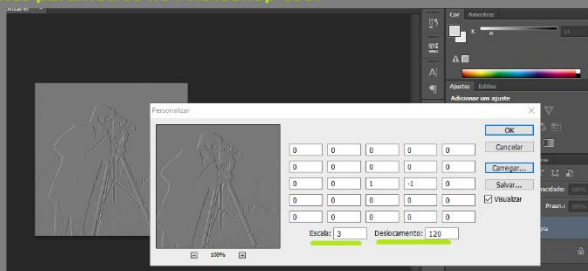 Cor Amostras
K
Ajustes Estilos
Adicionar um ajuste
Personalizar
OK
0 0 0 0 0
Cancelar
0 0 0 0 0
Carregar...
0 0 1 -1 0
Salvar...
0 0 0 0 0
Visualizar
0 0 0 0 0
Escala: 3 Deslocamento: 120
100%